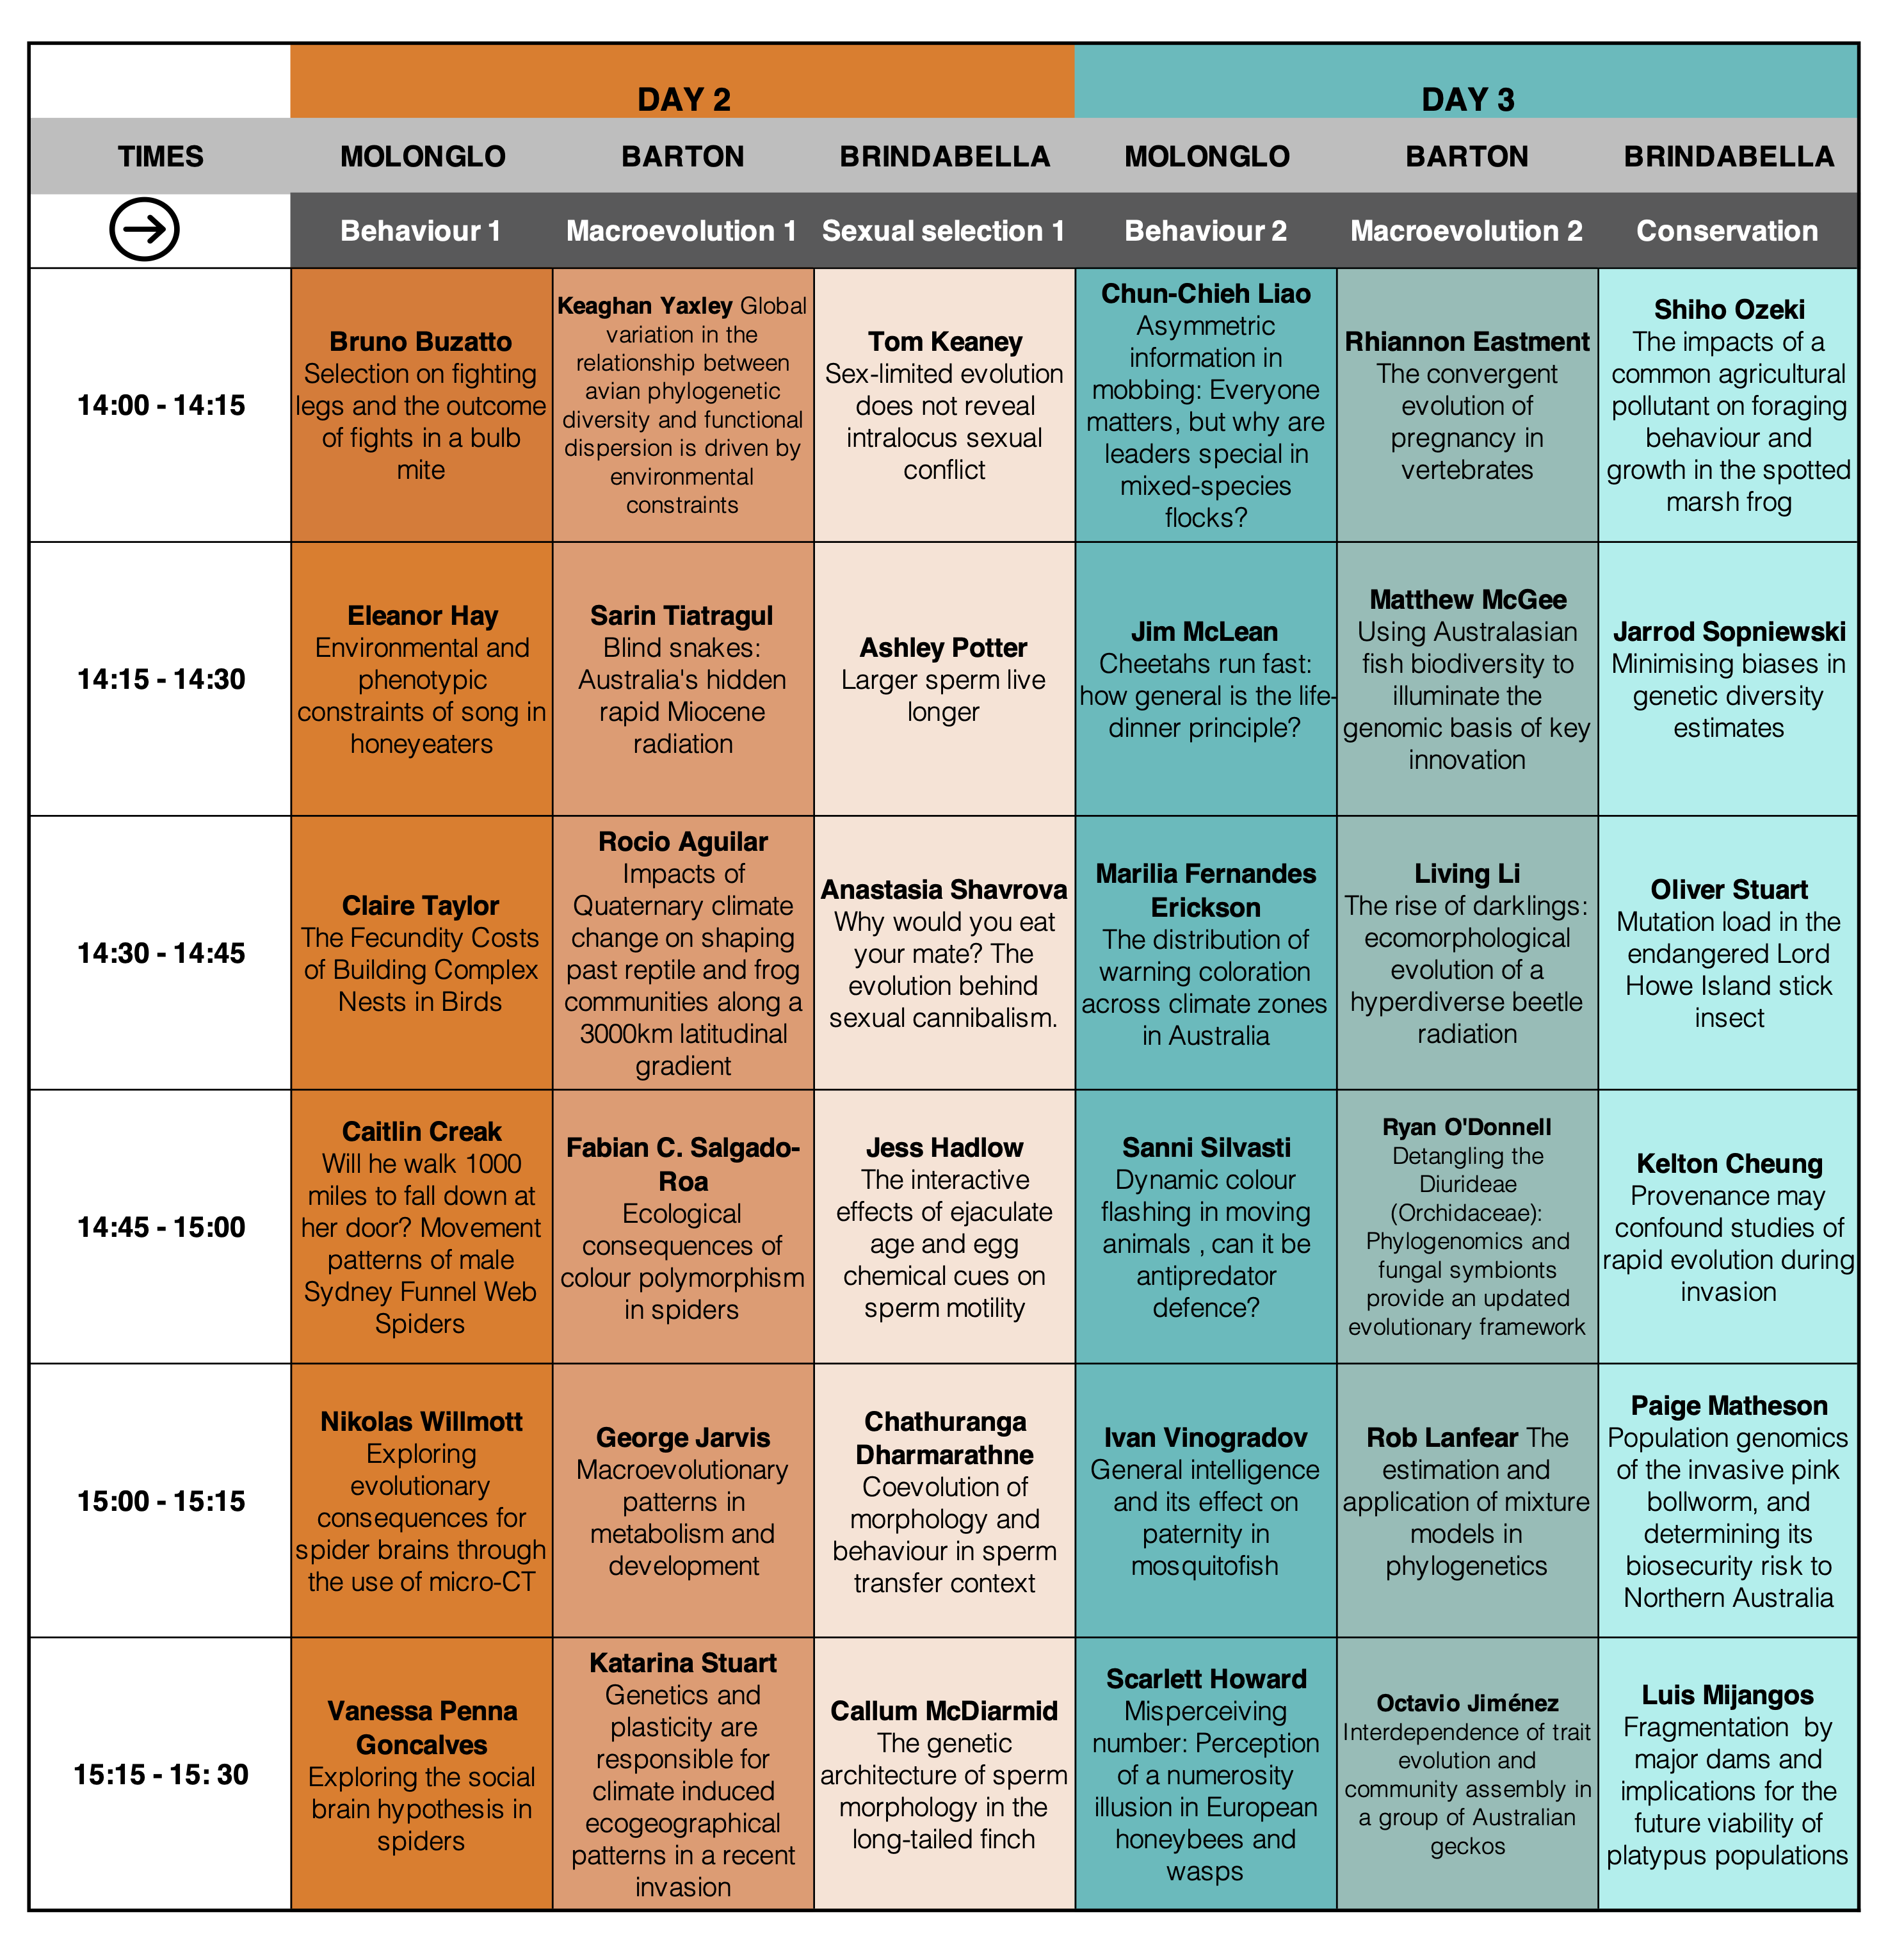 DAY 2
DAY 3
TIMES
MOLONGLO
BARTON
BRINDABELLA
MOLONGLO
BARTON
BRINDABELLA
Behaviour 1
Macroevolution 1
Sexual selection 1
Behaviour 2
Macroevolution 2
Conservation
14:00 - 14:15
Bruno Buzatto
Selection on fighting
legs and the outcome
of fights in a bulb
mite
Keaghan Yaxley Global
variation in the
relationship between
avian phylogenetic
diversity and functional
dispersion is driven by
environmental
constraints
Tom Keaney
Sex-limited evolution
does not reveal
intralocus sexual
conflict
Chun-Chieh Liao
Asymmetric
information in
mobbing: Everyone
matters, but why are
leaders special in
mixed-species
flocks?
Rhiannon Eastment
The convergent
evolution of
pregnancy in
vertebrates
Shiho Ozeki
The impacts of a
common agricultural
pollutant on foraging
behaviour and
growth in the spotted
marsh frog
14:15 - 14:30
Eleanor Hay
Environmental and
phenotypic
constraints of song in
honeyeaters
Sarin Tiatragul
Blind snakes:
Australia's hidden
rapid Miocene
radiation
Ashley Potter
Larger sperm live
longer
Jim McLean
Cheetahs run fast:
how general is the life-
dinner principle?
Matthew McGee
Using Australasian
fish biodiversity to
illuminate the
genomic basis of key
innovation
Jarrod Sopniewski
Minimising biases in
genetic diversity
estimates
14:30 - 14:45
Claire Taylor
The Fecundity Costs
of Building Complex
Nests in Birds
Rocio Aguilar
Impacts of
Quaternary climate
change on shaping
past reptile and frog
communities along a
3000km latitudinal
gradient
Anastasia Shavrova
Why would you eat
your mate? The
evolution behind
sexual cannibalism.
Marilia Fernandes
Erickson
The distribution of
warning coloration
across climate zones
in Australia
Living Li
The rise of darklings:
ecomorphological
evolution of a
hyperdiverse beetle
radiation
Oliver Stuart
Mutation load in the
endangered Lord
Howe Island stick
insect
14:45 - 15:00
Caitlin Creak
Will he walk 1000
miles to fall down at
her door? Movement
patterns of male
Sydney Funnel Web
Spiders
Fabian C. Salgado-
Roa
Ecological
consequences of
colour polymorphism
in spiders
Jess Hadlow
The interactive
effects of ejaculate
age and egg
chemical cues on
sperm motility
Sanni Silvasti
Dynamic colour
flashing in moving
animals , can it be
antipredator
defence?
Ryan O'Donnell
Detangling the
Diurideae
(Orchidaceae):
Phylogenomics and
fungal symbionts
provide an updated
evolutionary framework
Kelton Cheung
Provenance may
confound studies of
rapid evolution during
invasion
15:00 - 15:15
Nikolas Willmott
Exploring
evolutionary
consequences for
spider brains through
the use of micro-CT
George Jarvis
Macroevolutionary
patterns in
metabolism and
development
Chathuranga
Dharmarathne
Coevolution of
morphology and
behaviour in sperm
transfer context
Ivan Vinogradov
General intelligence
and its effect on
paternity in
mosquitofish
Rob Lanfear The
estimation and
application of mixture
models in
phylogenetics
Paige Matheson
Population genomics
of the invasive pink
bollworm, and
determining its
biosecurity risk to
Northern Australia
15:15 - 15: 30
Vanessa Penna
Goncalves
Exploring the social
brain hypothesis in
spiders
Katarina Stuart
Genetics and
plasticity are
responsible for
climate induced
ecogeographical
patterns in a recent
invasion
Callum McDiarmid
The genetic
architecture of sperm
morphology in the
long-tailed finch
Scarlett Howard
Misperceiving
number: Perception
of a numerosity
illusion in European
honeybees and
wasps
Octavio Jiménez
Interdependence of trait
evolution and
community assembly in
a group of Australian
geckos
Luis Mijangos
Fragmentation by
major dams and
implications for the
future viability of
platypus populations